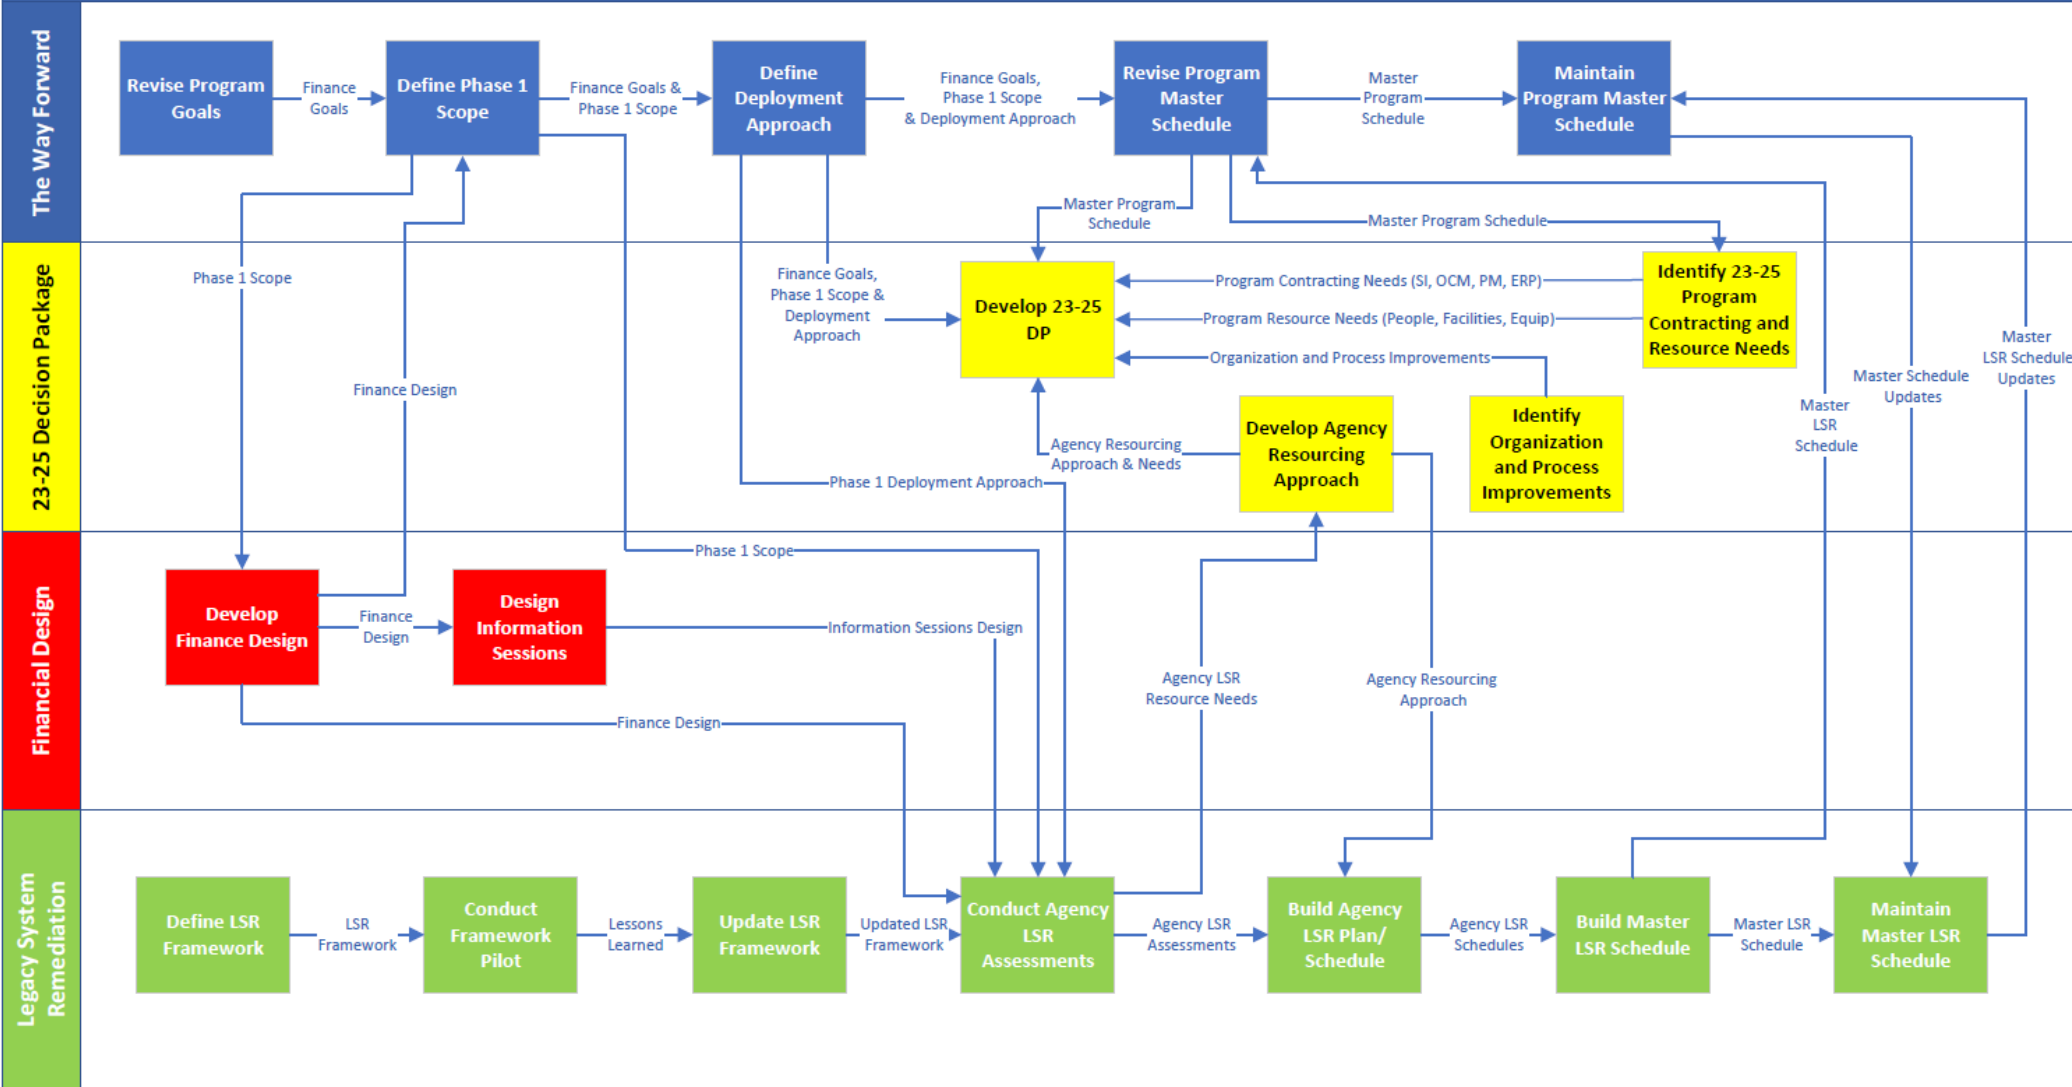 The Way Forward
Revise Program
Goals
Finance
Goals
Define Phase 1
Scope
Finance Goals &
Phase 1 Scope
Define
Deployment
Approach
Finance Goals,
Phase 1 Scope
& Deployment Approach
Revise Program
Master
Schedule
Master
Program
Schedule
Maintain
Program Master
Schedule
Master Program
Schedule
Master Program Schedule
23-25 Decision Package
Phase 1 Scope
Finance Design
Finance Goals,
Phase 1 Scope &
Deployment
Approach
Develop 23-25
DP
Program Contracting Needs (SI, OCM, PM, ERP)
Program Resource Needs (People, Facilities, Equip)
Organization and Process Improvements
Identify 23-25
Program
Contracting and
Resource Needs
Agency Resourcing
Approach & Needs
Develop Agency
Resourcing
Approach
Identify
Organization
and Process
Improvements
Phase 1 Deployment Approach
Master
LSR
Schedule
Master Schedule
Updates
Master
LSR Schedule
Updates
Financial Design
Phase 1 Scope
Develop
Finance Design
Finance
Design
Design
Information
Sessions
Information Sessions Design
Agency LSR
Resource Needs
Agency Resourcing
Approach
Finance Design
Legacy System
Remediation
Define LSR
Framework
LSR
Framework
Conduct
Framework
Pilot
Lessons
Learned
Update LSR
Framework
Updated LSR
Framework
Conduct Agency
LSR
Assessments
Agency LSR
Assessments
Build Agency
LSR Plan/
Schedule
Agency LSR
Schedules
Build Master
LSR Schedule
Master LSR
Schedule
Maintain
Master LSR
Schedule